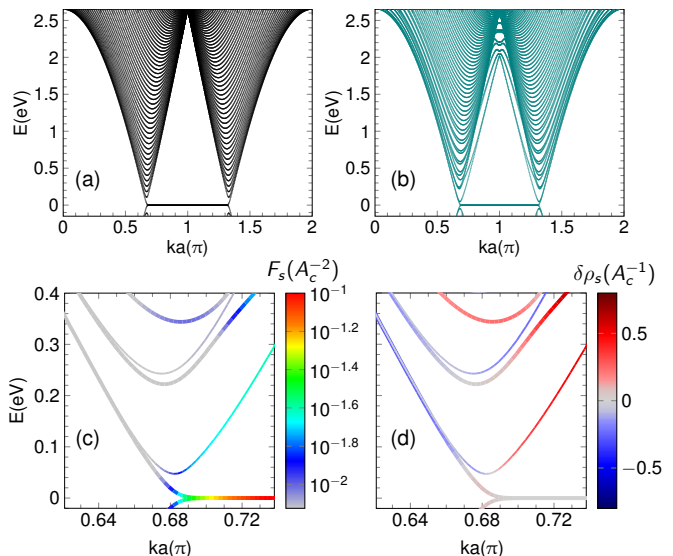 2.5
2
1.5
1
0.5
0
E(eV)
(a)
0 0.5 1 1.5 2
ka(π)
2.5
2
1.5
1
0.5
0
E(eV)
(b)
0 0.5 1 1.5 2
ka(π)
F_s(A_c^{-2})
0.4
0.3
0.2
0.1
0
E(eV)
(c)
0.64 0.68 0.72
ka(π)
10^{-1}
10^{-1.2}
10^{-1.4}
10^{-1.6}
10^{-1.8}
10^{-2}
δρ_s(A_c^{-1})
(d)
0.64 0.68 0.72
ka(π)
0.5
0
−0.5